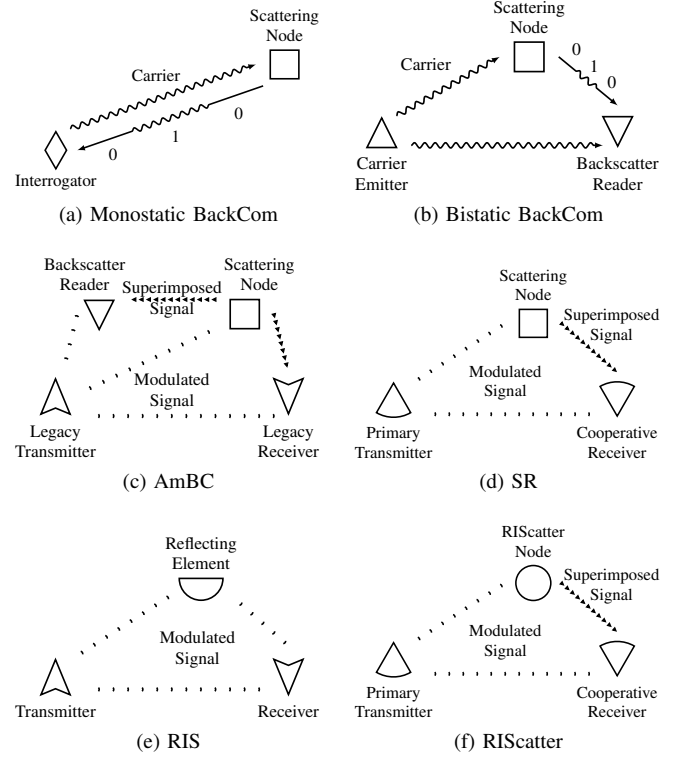 Scattering
Node
Carrier
0
1
0
Interrogator
(a) Monostatic BackCom
Scattering
Node
Carrier
0
1
0
Carrier
Emitter
Backscatter
Reader
(b) Bistatic BackCom
Backscatter
Reader
Superimposed
Signal
Scattering
Node
Modulated
Signal
Legacy
Transmitter
Legacy
Receiver
(c) AmBC
Scattering
Node
Superimposed
Signal
Modulated
Signal
Primary
Transmitter
Cooperative
Receiver
(d) SR
Reflecting
Element
Modulated
Signal
Transmitter
Receiver
(e) RIS
RIScatter
Node
Superimposed
Signal
Modulated
Signal
Primary
Transmitter
Cooperative
Receiver
(f) RIScatter